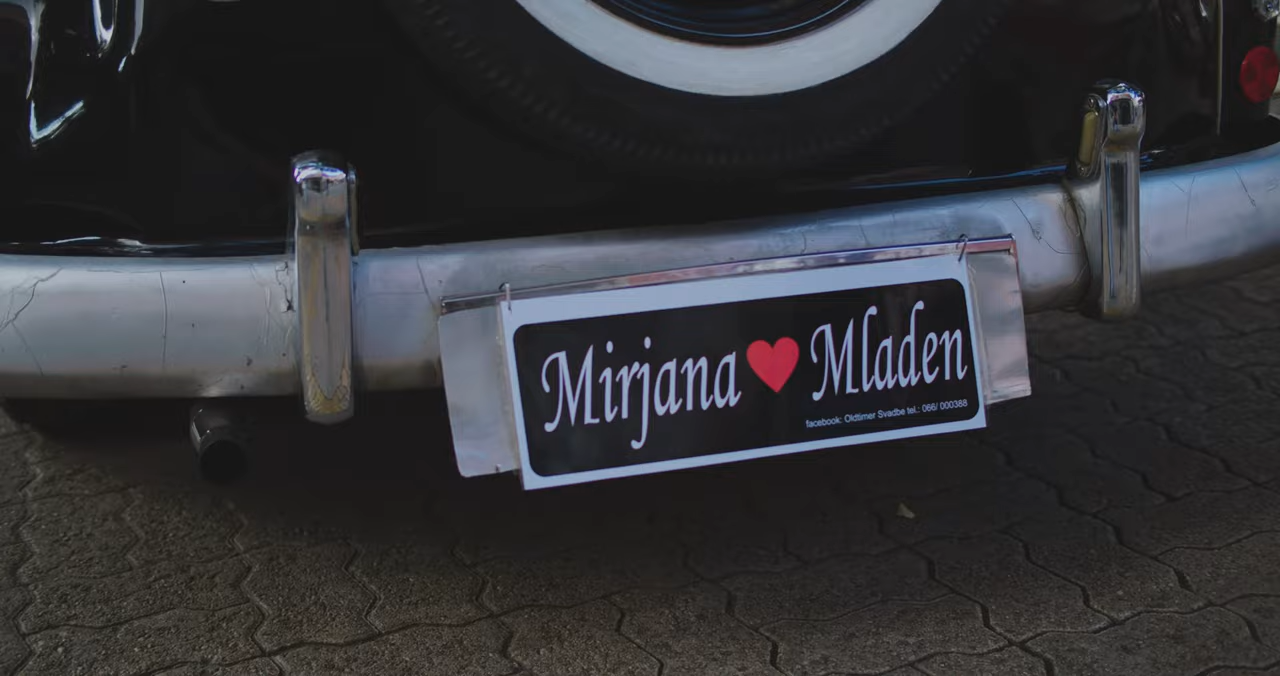 Mirjana ❤ Mladen
facebook: Oldtimer Svadbe tel.: 066/ 000388